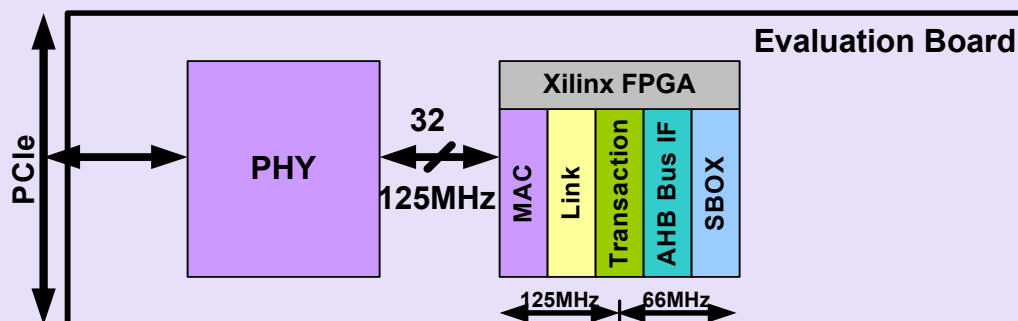 Evaluation Board
Xilinx FPGA
PCIe
PHY
32
125MHz
MAC
Link
Transaction
AHB Bus IF
SBOX
125MHz
66MHz